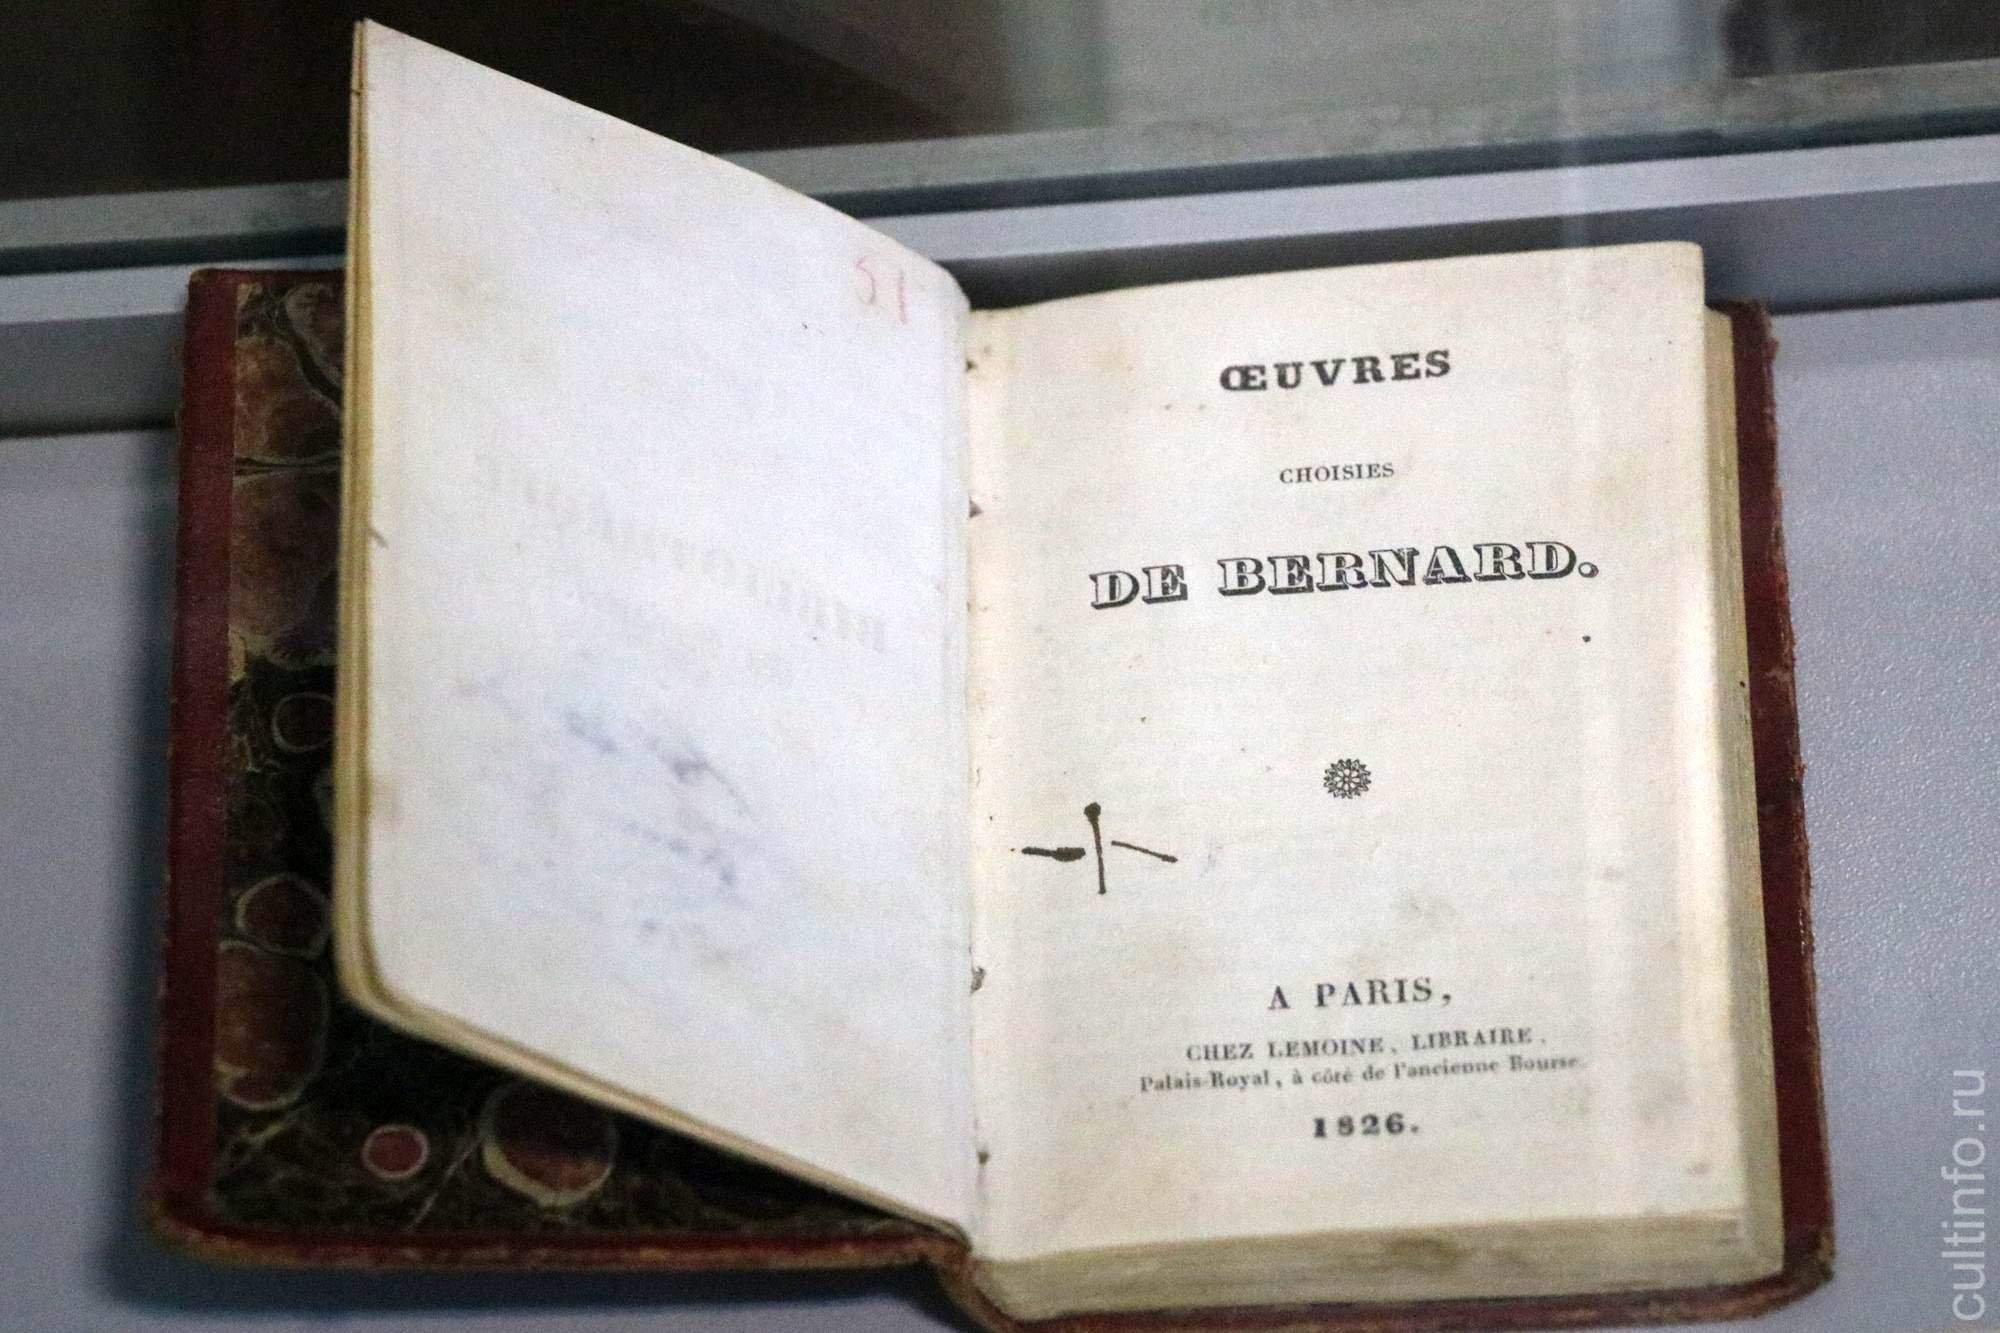 51
ŒUVRES
CHOISIES
DE BERNARD.
A PARIS,
CHEZ LEMOINE, LIBRAIRE,
Palais-Royal, à côté de l'ancienne Bourse.
1826.
cultinfo.ru